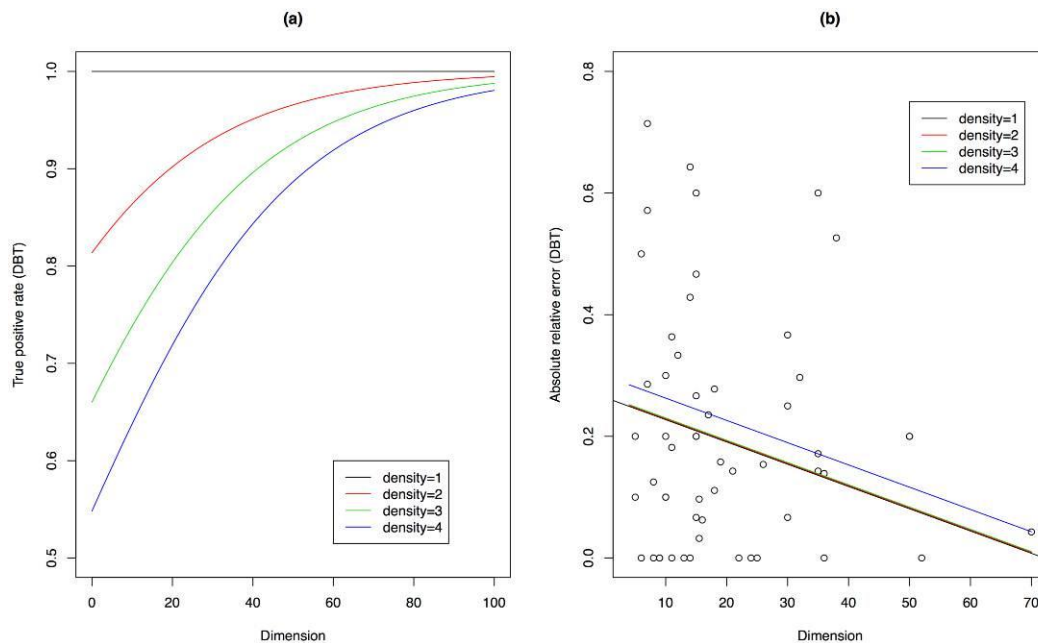 (a)
True positive rate (DBT)
1.0
0.9
0.8
0.7
0.6
0.5
density=1
density=2
density=3
density=4
0 20 40 60 80 100
Dimension
(b)
Absolute relative error (DBT)
0.8
0.6
0.4
0.2
0.0
density=1
density=2
density=3
density=4
10 20 30 40 50 60 70
Dimension